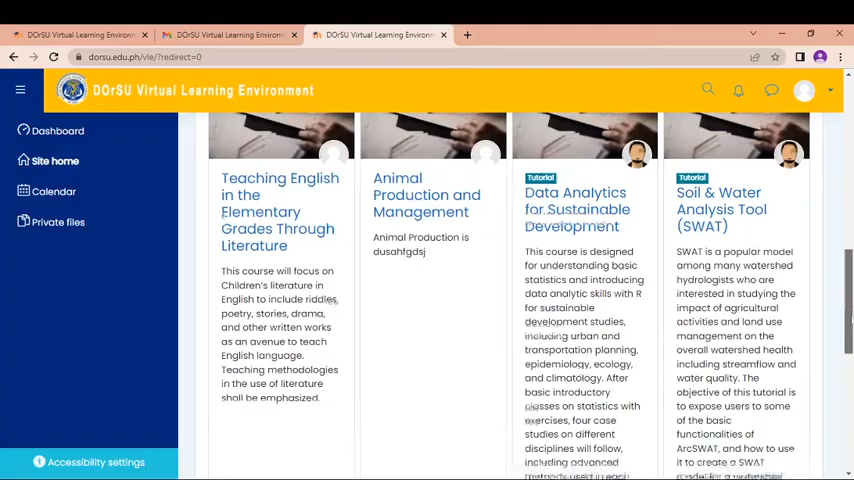 DOrSU Virtual Learning Environmen
DOrSU Virtual Learning Environmen
DOrSU Virtual Learning Environmen
dorsu.edu.ph/vle/?redirect=0
DOrSU Virtual Learning Environment
Dashboard
Site home
Calendar
Private files
Accessibility settings
Teaching English
in the
Elementary
Grades Through
Literature
This course will focus on
Children's literature in
English to include riddles,
poetry, stories, drama,
and other written works
as an avenue to teach
English language.
Teaching methodologies
in the use of literature
shall be emphasized.
Animal
Production and
Management
Animal Production is
dusahfgdsj
Tutorial
Data Analytics
for Sustainable
Development
This course is designed
for understanding basic
statistics and introducing
data analytic skills with R
for sustainable
development studies,
including urban and
transportation planning,
epidemiology, ecology,
and climatology. After
basic introductory
classes on statistics with
exercises, four case
studies on different
disciplines will follow,
including advanced
methods used in each
Tutorial
Soil & Water
Analysis Tool
(SWAT)
SWAT is a popular model
among many watershed
hydrologists who are
interested in studying the
impact of agricultural
activities and land use
management on the
overall watershed health
including streamflow and
water quality. The
objective of this tutorial is
to expose users to some
of the basic
functionalities of
ArcSWAT, and how to use
it to create a SWAT
model for a watershed